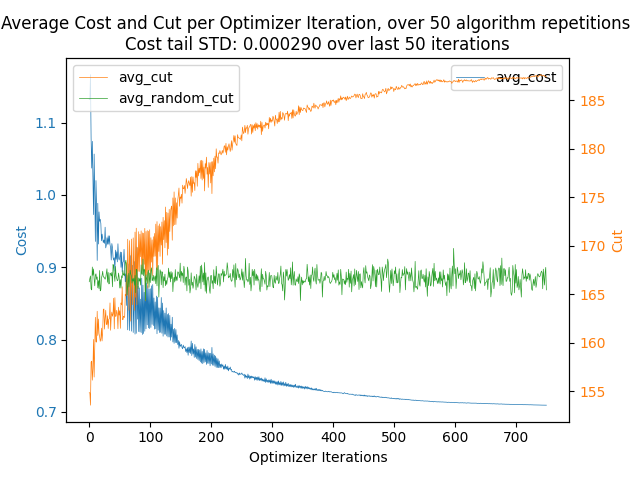 Average Cost and Cut per Optimizer Iteration, over 50 algorithm repetitions
Cost tail STD: 0.000290 over last 50 iterations
avg_cut
avg_random_cut
avg_cost
1.1
1.0
0.9
0.8
0.7
Cost
185
180
175
170
165
160
155
Cut
0 100 200 300 400 500 600 700
Optimizer Iterations